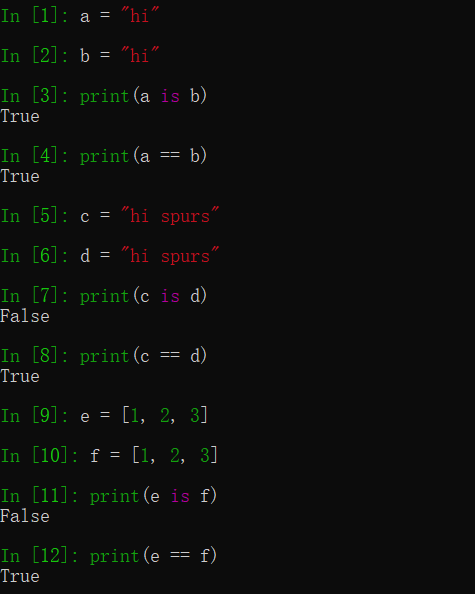 In [1]: a = "hi"
In [2]: b = "hi"
In [3]: print(a is b)
True
In [4]: print(a == b)
True
In [5]: c = "hi spurs"
In [6]: d = "hi spurs"
In [7]: print(c is d)
False
In [8]: print(c == d)
True
In [9]: e = [1, 2, 3]
In [10]: f = [1, 2, 3]
In [11]: print(e is f)
False
In [12]: print(e == f)
True